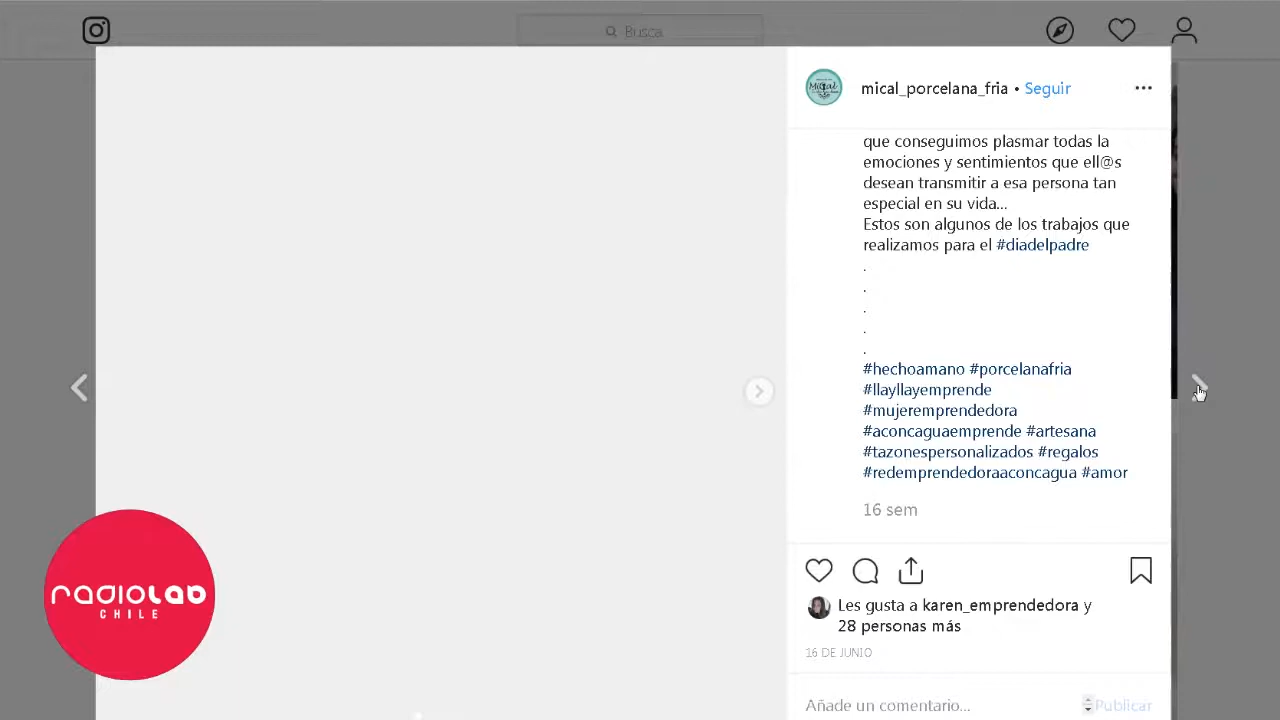 Busca
mical_porcelana_fria • Seguir
que conseguimos plasmar todas la
emociones y sentimientos que ell@s
desean transmitir a esa persona tan
especial en su vida...
Estos son algunos de los trabajos que
realizamos para el #diadelpadre
.
.
.
.
.
#hechoamano #porcelanafria
#llayllayemprende
#mujeremprendedora
#aconcaguaemprende #artesana
#tazonespersonalizados #regalos
#redemprendedoraaconcagua #amor
16 sem
radioLab
CHILE
Les gusta a karen_emprendedora y
28 personas más
16 DE JUNIO
Añade un comentario...
Publicar